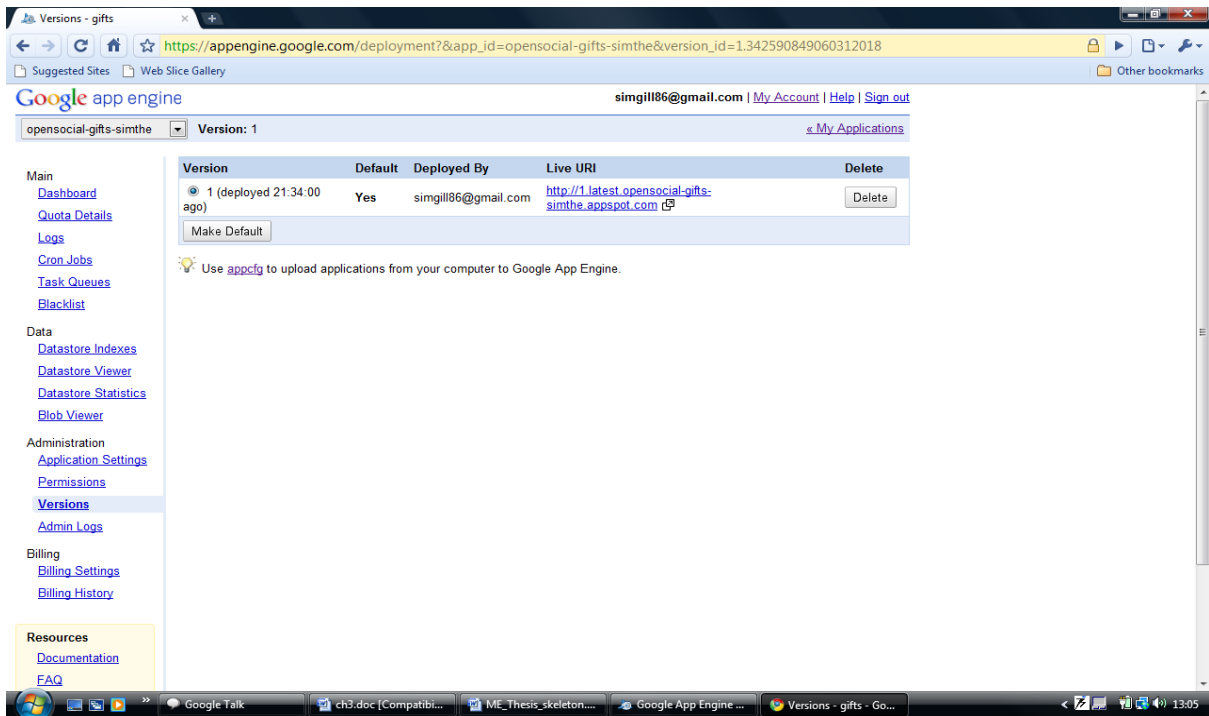 Versions - gifts
https://appengine.google.com/deployment?&app_id=opensocial-gifts-simthe&version_id=1.342590849060312018
Suggested Sites Web Slice Gallery Other bookmarks
Google app engine simgill86@gmail.com | My Account | Help | Sign out
opensocial-gifts-simthe Version: 1 « My Applications
Version Default Deployed By Live URI Delete
1 (deployed 21:34:00 ago) Yes simgill86@gmail.com http://1.latest.opensocial-gifts-simthe.appspot.com Delete
Make Default
Use appcfg to upload applications from your computer to Google App Engine.
Main
Dashboard
Quota Details
Logs
Cron Jobs
Task Queues
Blacklist
Data
Datastore Indexes
Datastore Viewer
Datastore Statistics
Blob Viewer
Administration
Application Settings
Permissions
Versions
Admin Logs
Billing
Billing Settings
Billing History
Resources
Documentation
FAQ
Google Talk ch3.doc [Compatibi... ME_Thesis_skeleton.... Google App Engine ... Versions - gifts - Go... 13:05